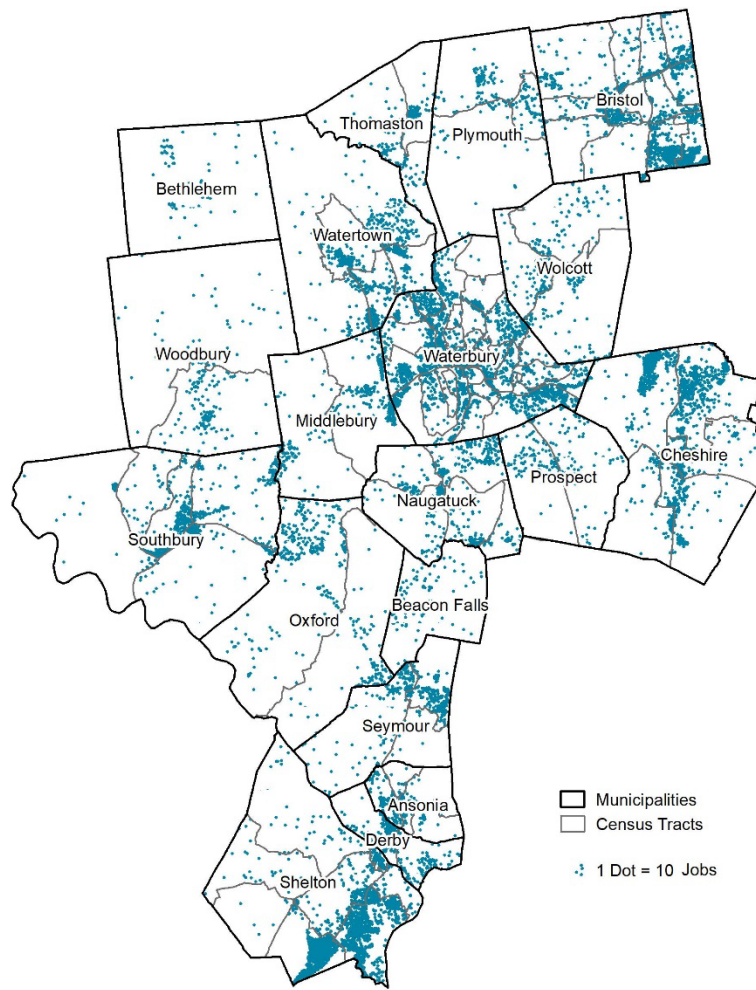 Bristol
Thomaston
Plymouth
Bethlehem
Watertown
Wolcott
Woodbury
Waterbury
Middlebury
Cheshire
Prospect
Naugatuck
Southbury
Beacon Falls
Oxford
Seymour
Ansonia
Derby
Shelton
Municipalities
Census Tracts
1 Dot = 10 Jobs